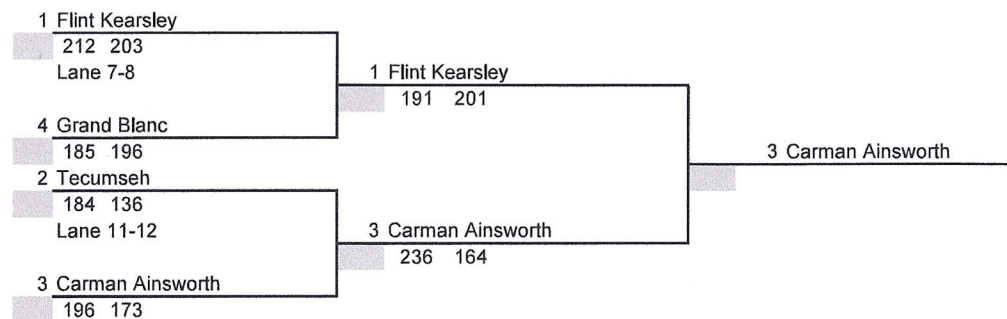 1 Flint Kearsley
212 203
Lane 7-8
4 Grand Blanc
185 196
2 Tecumseh
184 136
Lane 11-12
3 Carman Ainsworth
196 173
1 Flint Kearsley
191 201
3 Carman Ainsworth
236 164
3 Carman Ainsworth